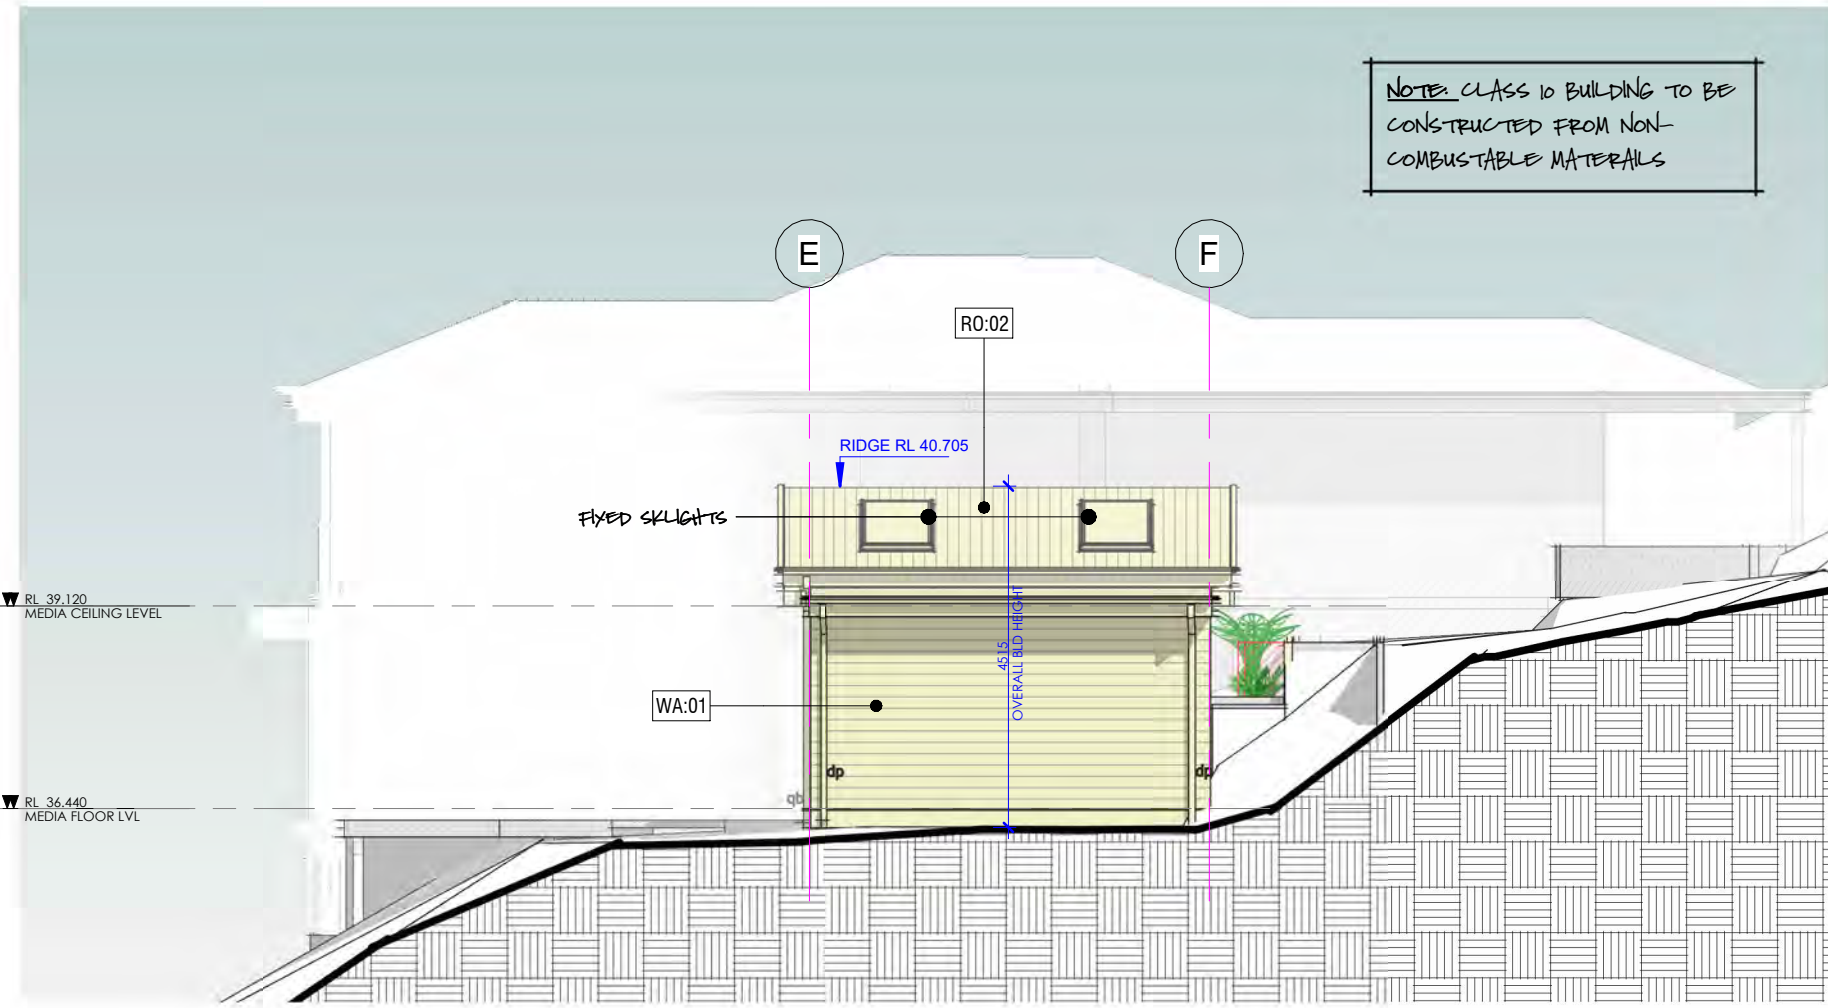 NOTE. CLASS 10 BUILDING TO BE
CONSTRUCTED FROM NON-
COMBUSTABLE MATERAILS
E
F
RO:02
RIDGE RL 40.705
FIXED SKLIGHTS
RL 39.120
MEDIA CEILING LEVEL
4515
OVERALL BLD HEIGHT
WA:01
dp
dp
qb
RL 36.440
MEDIA FLOOR LVL